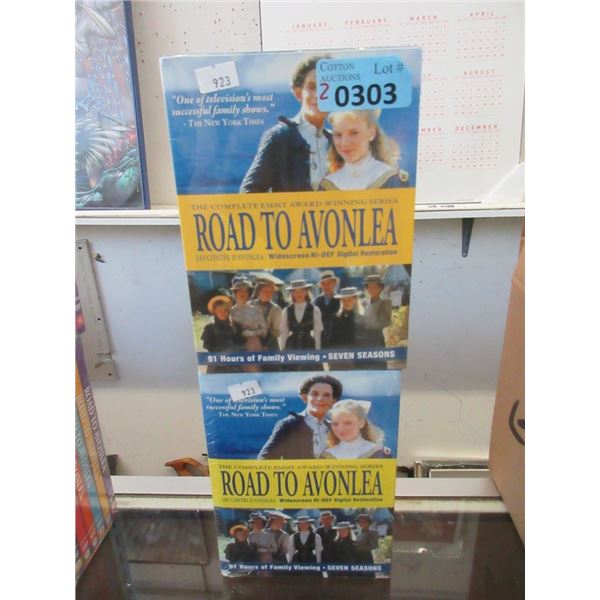 JANUARY FEBRUARY MARCH APRIL
AUGUST
DECEMBER
923
COTTON
AUCTIONS
Lot #
2 0303
"One of television's most
successful family shows."
- THE NEW YORK TIMES
THE COMPLETE EMMY AWARD-WINNING SERIES
ROAD TO AVONLEA
LES CONTES D'AVONLEA Widescreen HI-DEF Digital Restoration
91 Hours of Family Viewing • SEVEN SEASONS
923
"One of television's most
successful family shows."
- THE NEW YORK TIMES
THE COMPLETE EMMY AWARD-WINNING SERIES
ROAD TO AVONLEA
LES CONTES D'AVONLEA Widescreen HI-DEF Digital Restoration
91 Hours of Family Viewing • SEVEN SEASONS
ROAD TO AVONLEA